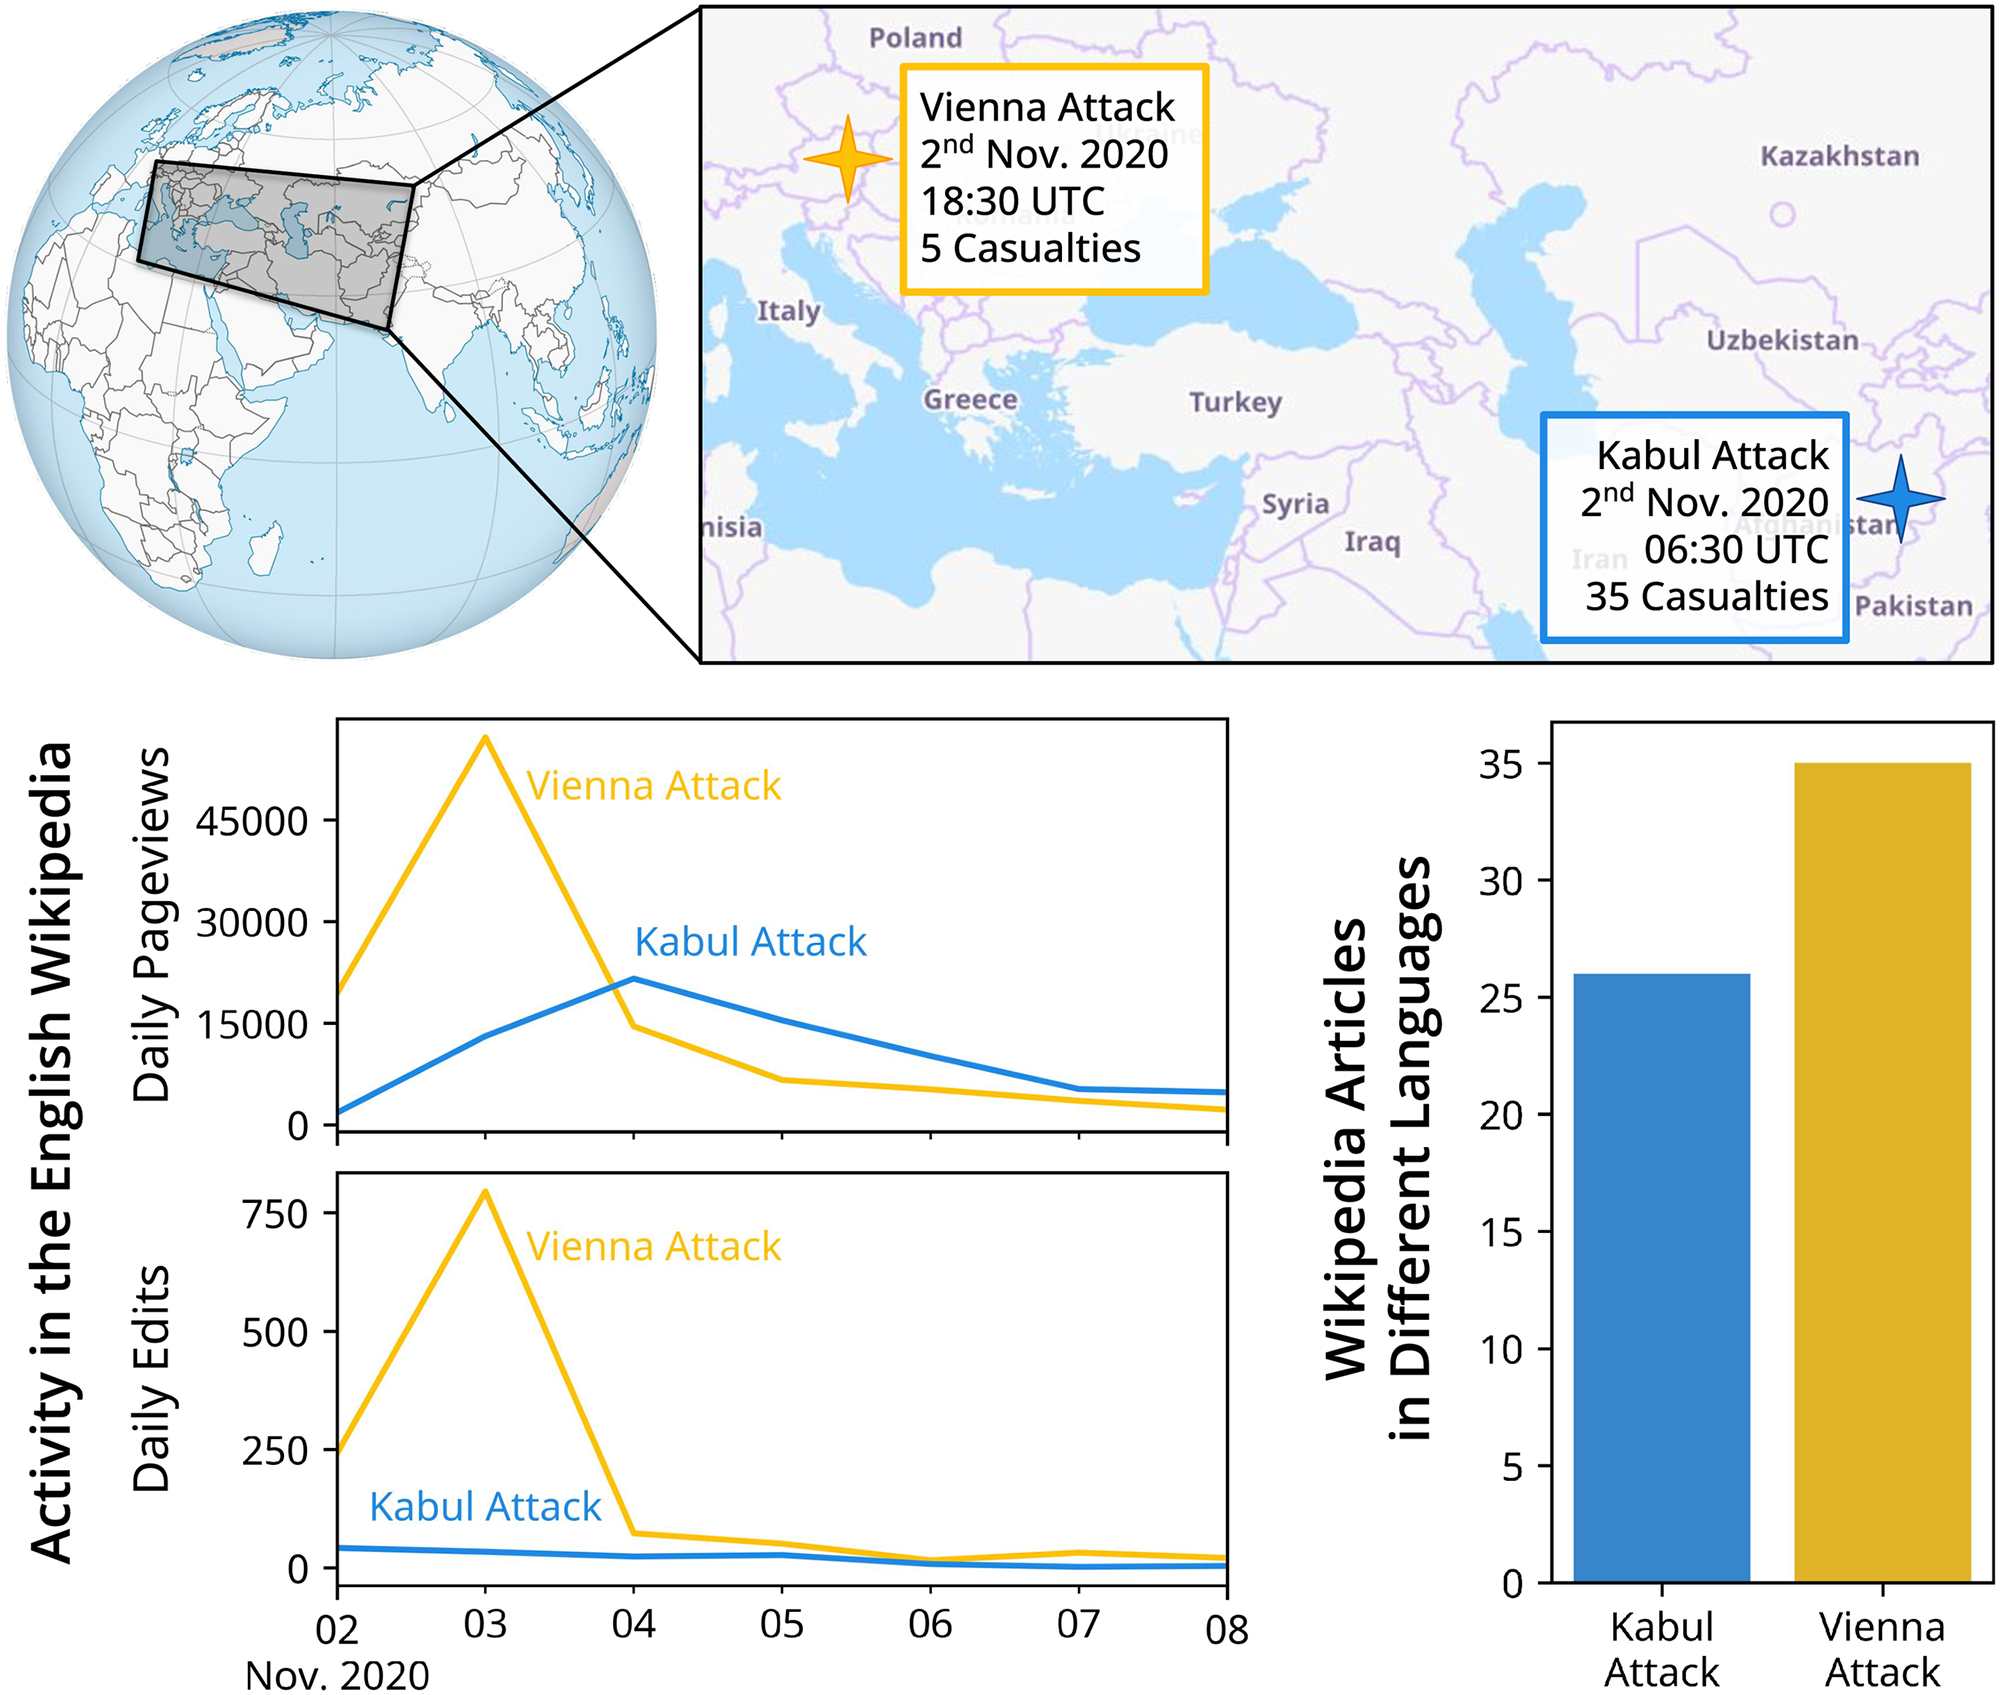 Poland
Ukraine
Kazakhstan
Vienna Attack
2nd Nov. 2020
18:30 UTC
5 Casualties
Romania
Italy
Uzbekistan
Greece
Turkey
Syria
Iraq
nisia
Kabul Attack
2nd Nov. 2020
06:30 UTC
35 Casualties
Afghanistan
Iran
Pakistan
Activity in the English Wikipedia
Daily Pageviews
45000
30000
15000
0
Vienna Attack
Kabul Attack
Daily Edits
750
500
250
0
Vienna Attack
Kabul Attack
02 03 04 05 06 07 08
Nov. 2020
Wikipedia Articles
in Different Languages
35
30
25
20
15
10
5
0
Kabul
Attack
Vienna
Attack